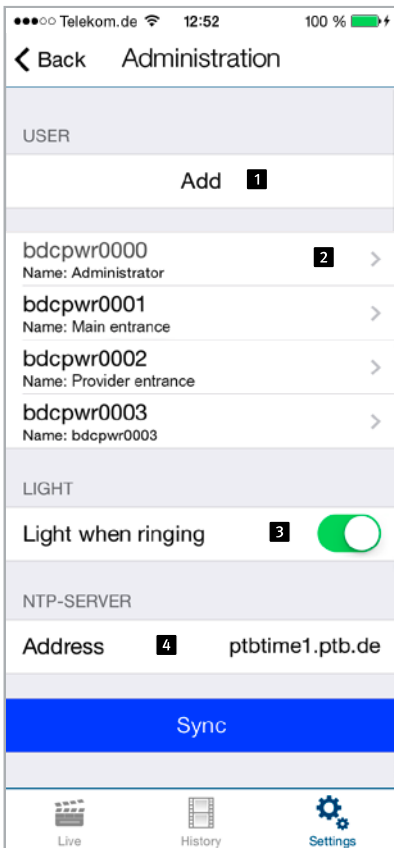 Telekom.de 12:52 100 %
Back Administration
USER
Add 1
bdcpwr0000 2
Name: Administrator
bdcpwr0001
Name: Main entrance
bdcpwr0002
Name: Provider entrance
bdcpwr0003
Name: bdcpwr0003
LIGHT
Light when ringing 3
NTP-SERVER
Address 4 ptbtime1.ptb.de
Sync
Live History Settings